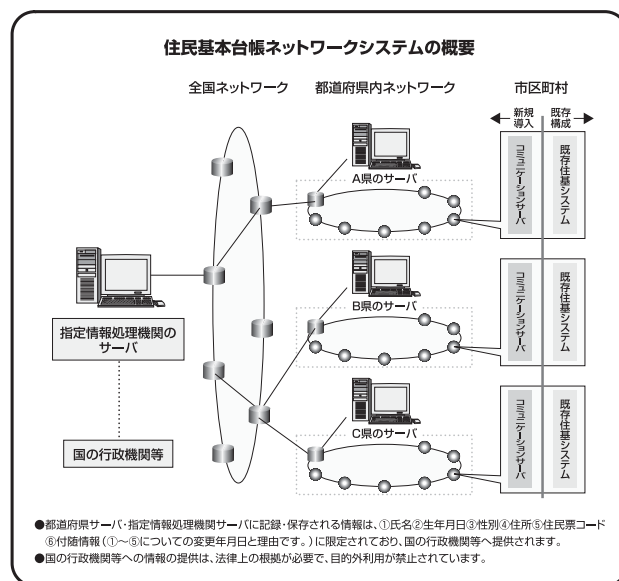 住民基本台帳ネットワークシステムの概要
全国ネットワーク
都道府県内ネットワーク
市区町村
新規
導入
既存
構成
A県のサーバ
コミュニケーションサーバ
既存住基システム
指定情報処理機関の
サーバ
B県のサーバ
コミュニケーションサーバ
既存住基システム
国の行政機関等
C県のサーバ
コミュニケーションサーバ
既存住基システム
●都道府県サーバ・指定情報処理機関サーバに記録・保存される情報は、①氏名②生年月日③性別④住所⑤住民票コード
⑥付随情報(①～⑤についての変更年月日と理由です。)に限定されており、国の行政機関等へ提供されます。
●国の行政機関等への情報の提供は、法律上の根拠が必要で、目的外利用が禁止されています。